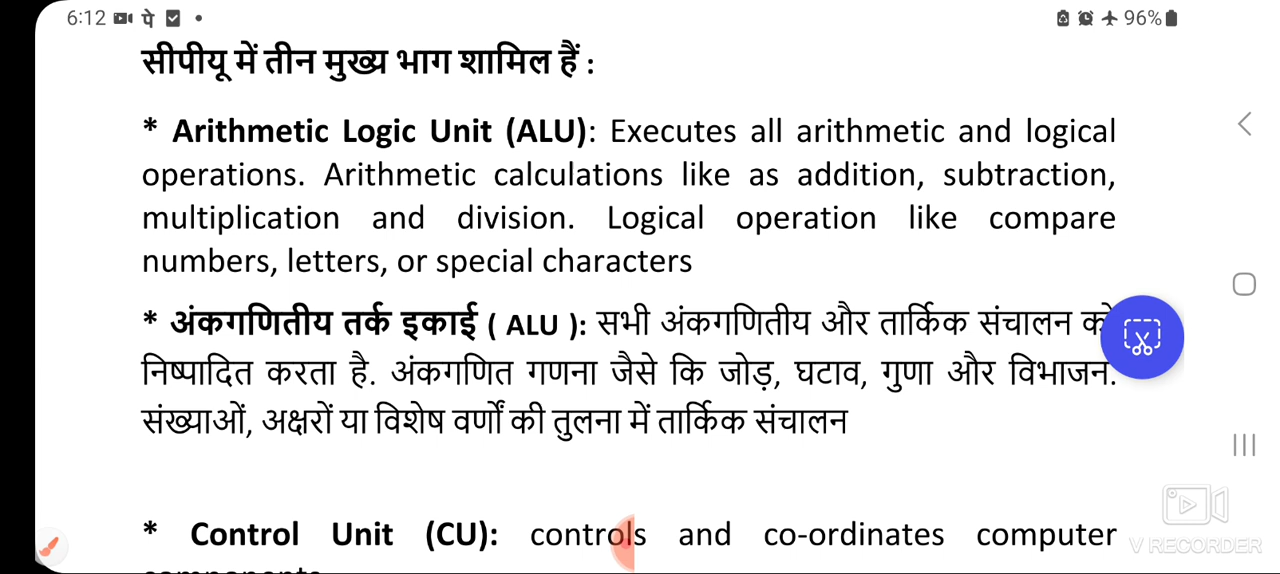 6:12
96%
सीपीयू में तीन मुख्य भाग शामिल हैं :
* Arithmetic Logic Unit (ALU): Executes all arithmetic and logical
operations. Arithmetic calculations like as addition, subtraction,
multiplication and division. Logical operation like compare
numbers, letters, or special characters
* अंकगणितीय तर्क इकाई ( ALU ): सभी अंकगणितीय और तार्किक संचालन को
निष्पादित करता है. अंकगणित गणना जैसे कि जोड़, घटाव, गुणा और विभाजन.
संख्याओं, अक्षरों या विशेष वर्णों की तुलना में तार्किक संचालन
* Control Unit (CU): controls and co-ordinates computer
V RECORDER